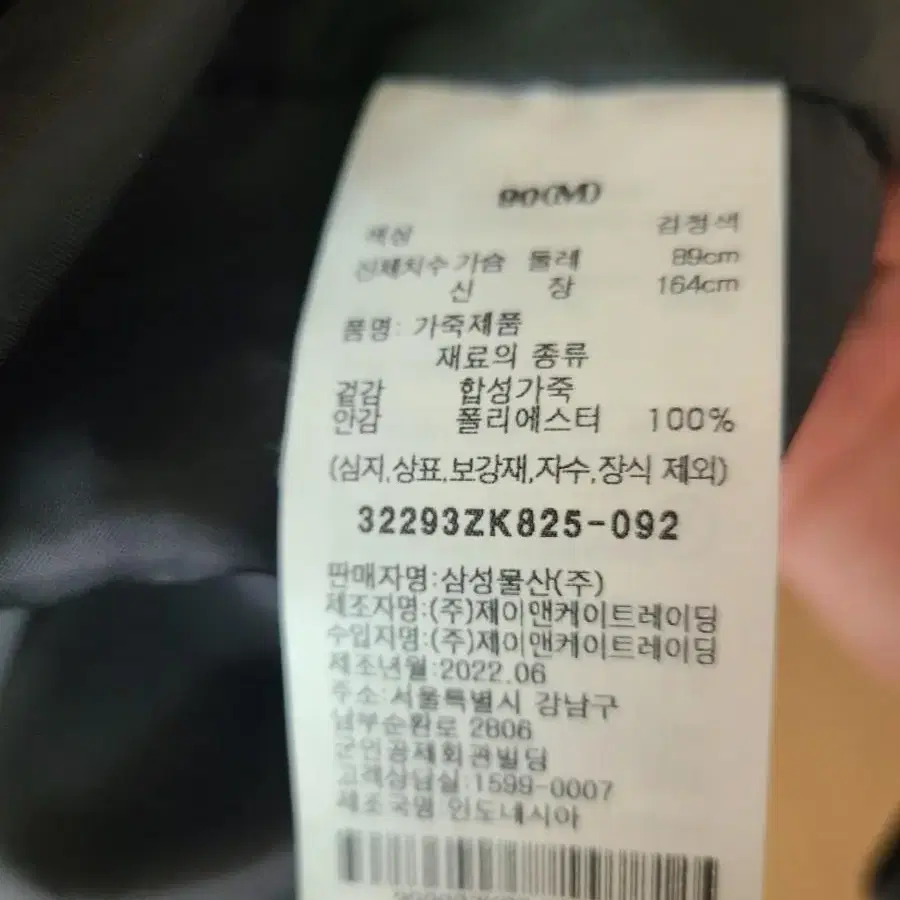 90(M)
색상 검정색
신체치수 가슴 둘레 89cm
신 장 164cm
품명: 가죽제품
재료의 종류
겉감 합성가죽
안감 폴리에스터 100%
(심지,상표,보강재,자수,장식 제외)
32293ZK825-092
판매자명:삼성물산(주)
제조자명:(주)제이앤케이트레이딩
수입자명:(주)제이앤케이트레이딩
제조년월:2022.06
주소:서울특별시 강남구
남부순환로 2806
군인공제회관빌딩
고객상담실:1599-0007
제조국명:인도네시아